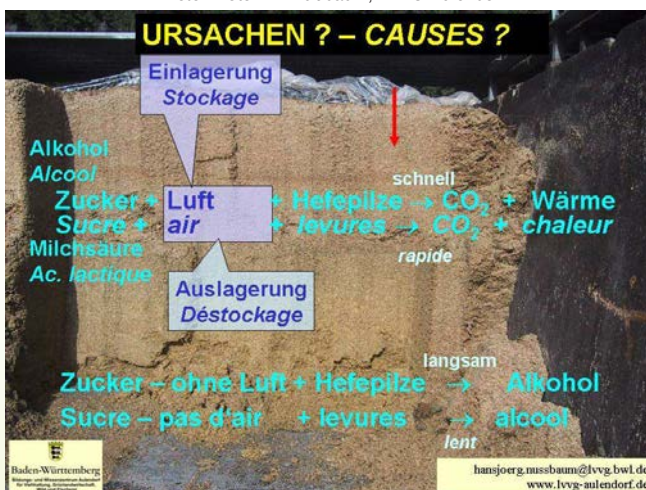 URSACHEN ? – CAUSES ?
Einlagerung
Stockage
Alkohol
Alcool
schnell
Zucker + Luft + Hefepilze → CO₂ + Wärme
Sucre + air + levures → CO₂ + chaleur
rapide
Milchsäure
Ac. lactique
Auslagerung
Déstockage
langsam
Zucker – ohne Luft + Hefepilze → Alkohol
Sucre – pas d'air + levures → alcool
lent
Baden-Württemberg
hansjoerg.nussbaum@lvvg.bwl.de
www.lvvg-aulendorf.de